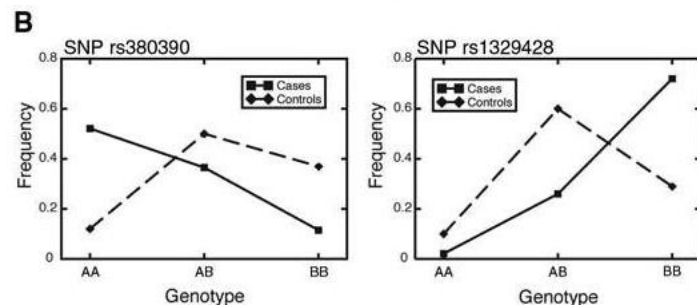 B
SNP rs380390
0.8
0.6
0.4
0.2
0
Frequency
Cases
Controls
AA
AB
BB
Genotype
SNP rs1329428
0.8
0.6
0.4
0.2
0
Frequency
Cases
Controls
AA
AB
BB
Genotype